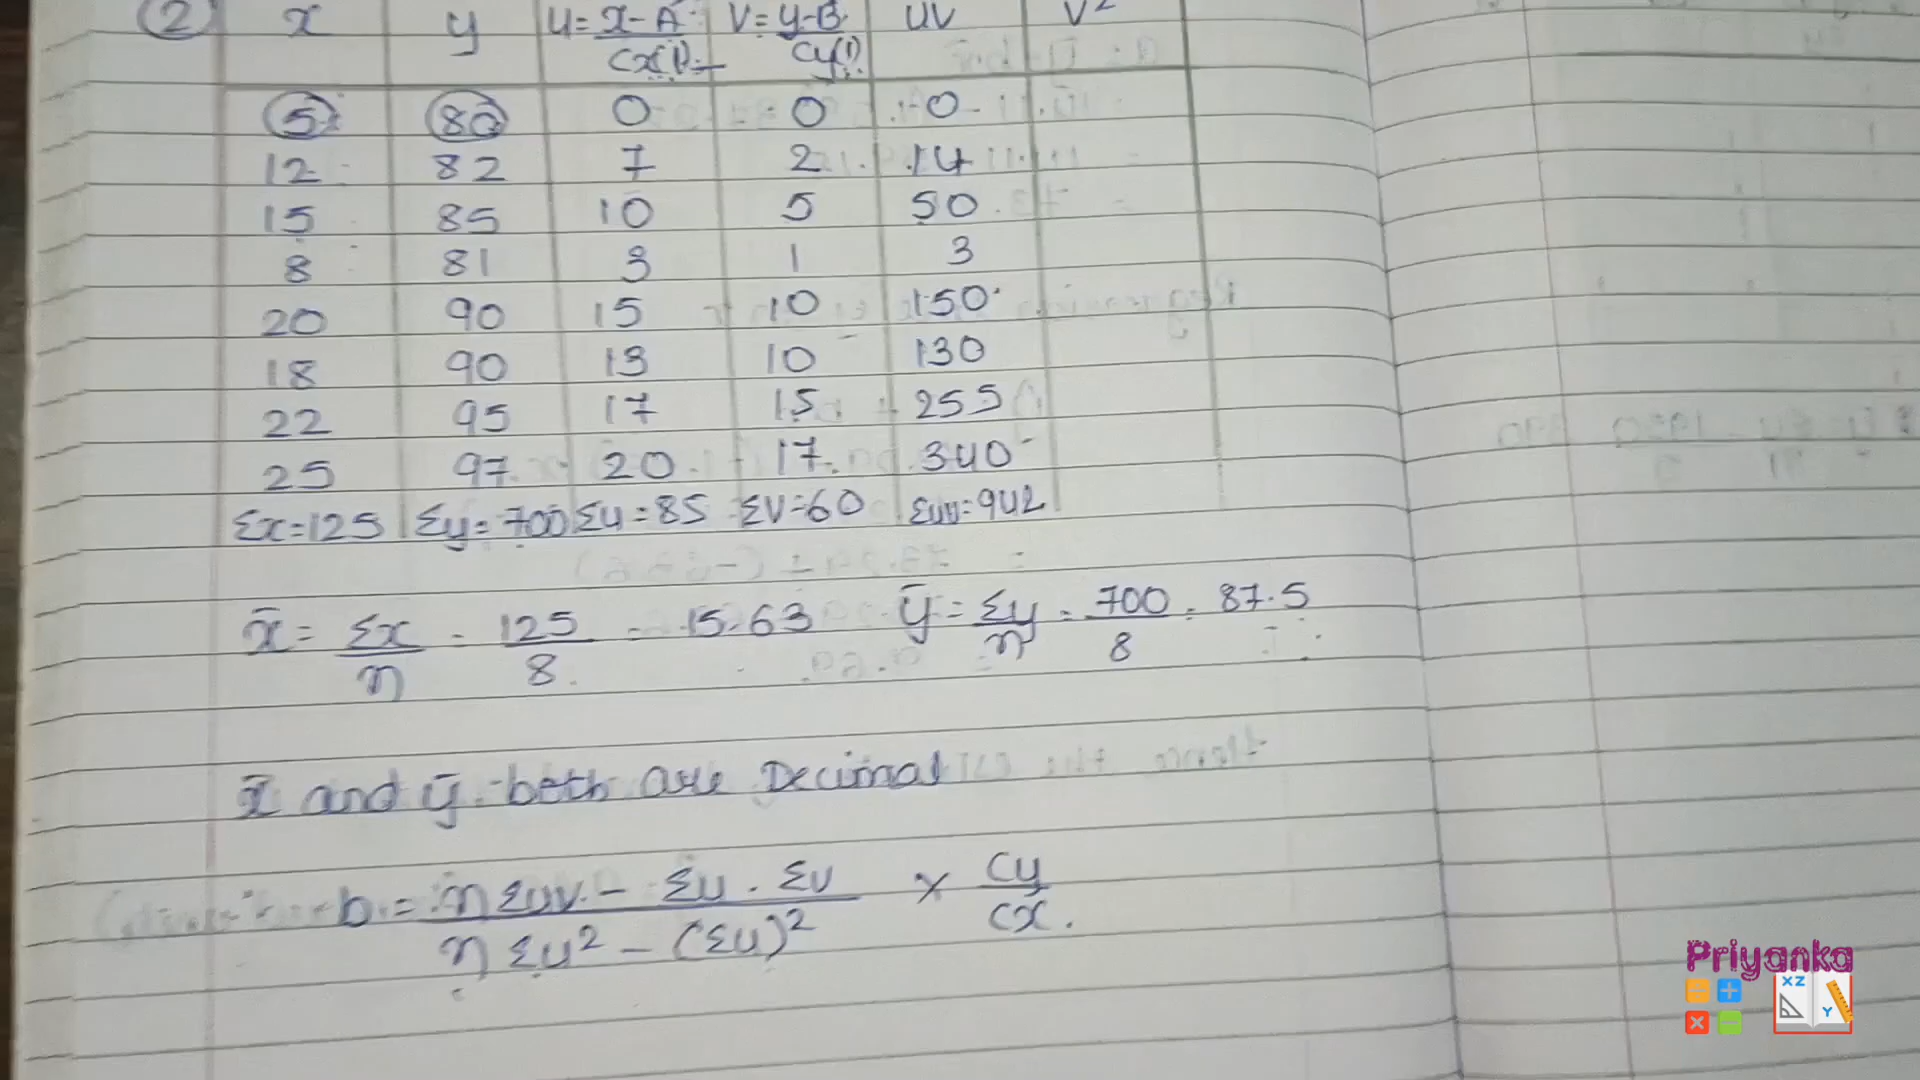 ② x y u=x-A/cx(1) v=y-B/cy(1) uv v²
5 80 0 0 0
12 82 7 2 14
15 85 10 5 50
8 81 3 1 3
20 90 15 10 150
18 90 13 10 130
22 95 17 15 255
25 97 20 17 340
Σx=125 Σy=700 Σu=85 Σv=60 Σuv=942
x̄ = Σx/n = 125/8 = 15.63 ȳ = Σy/n = 700/8 = 87.5
x̄ and ȳ both are Decimal
b = nΣuv - Σu . Σv / nΣu² - (Σu)² × cy/cx.
Priyanka
XZ
Y